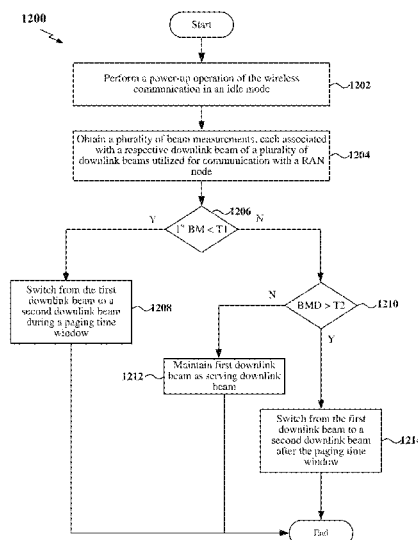 1200
Start
Perform a power-up operation of the wireless
communication in an idle mode
1202
Obtain a plurality of beam measurements, each associated
with a respective downlink beam of a plurality of
downlink beams utilized for communication with a RAN
node
1204
1206
Y
N
1st BM < T1
Switch from the first
downlink beam to a
second downlink beam
during a paging time
window
1208
N
BMD > T2
1210
Y
Maintain first downlink
beam as serving downlink
beam
1212
Switch from the first
downlink beam to a
second downlink beam
after the paging time
window
121
End